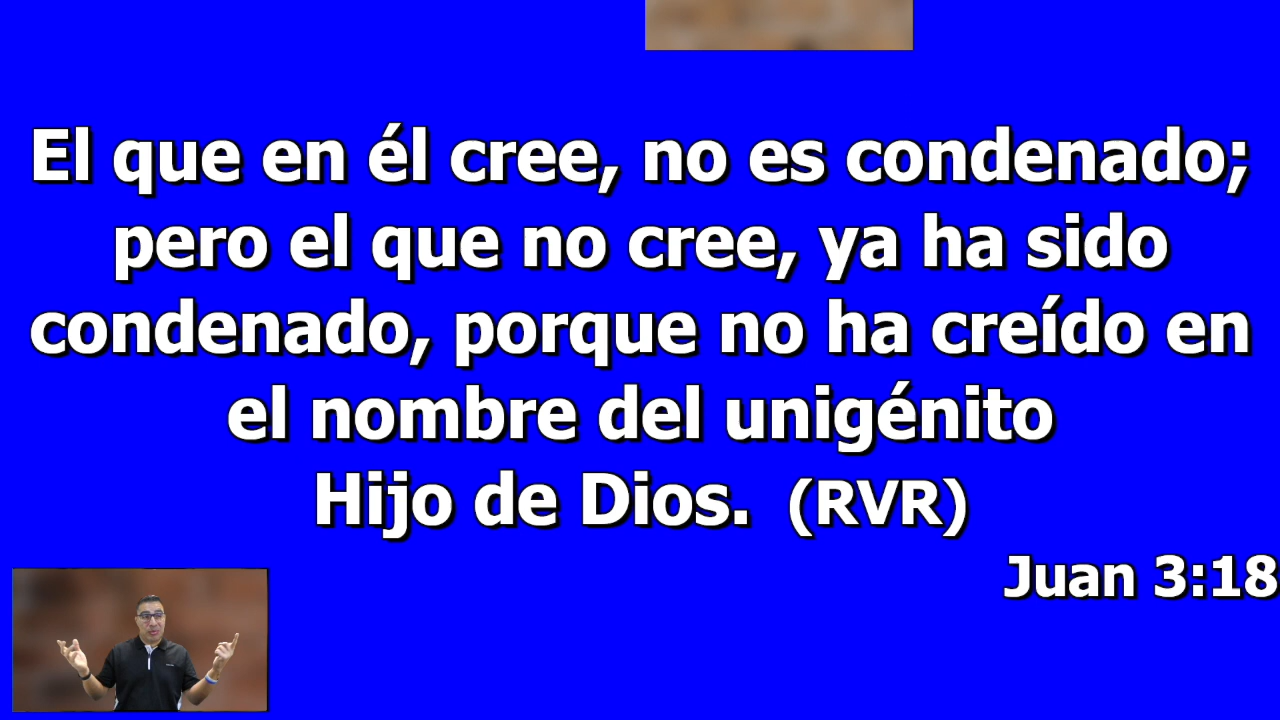 El que en él cree, no es condenado;
pero el que no cree, ya ha sido
condenado, porque no ha creído en
el nombre del unigénito
Hijo de Dios. (RVR)
Juan 3:18